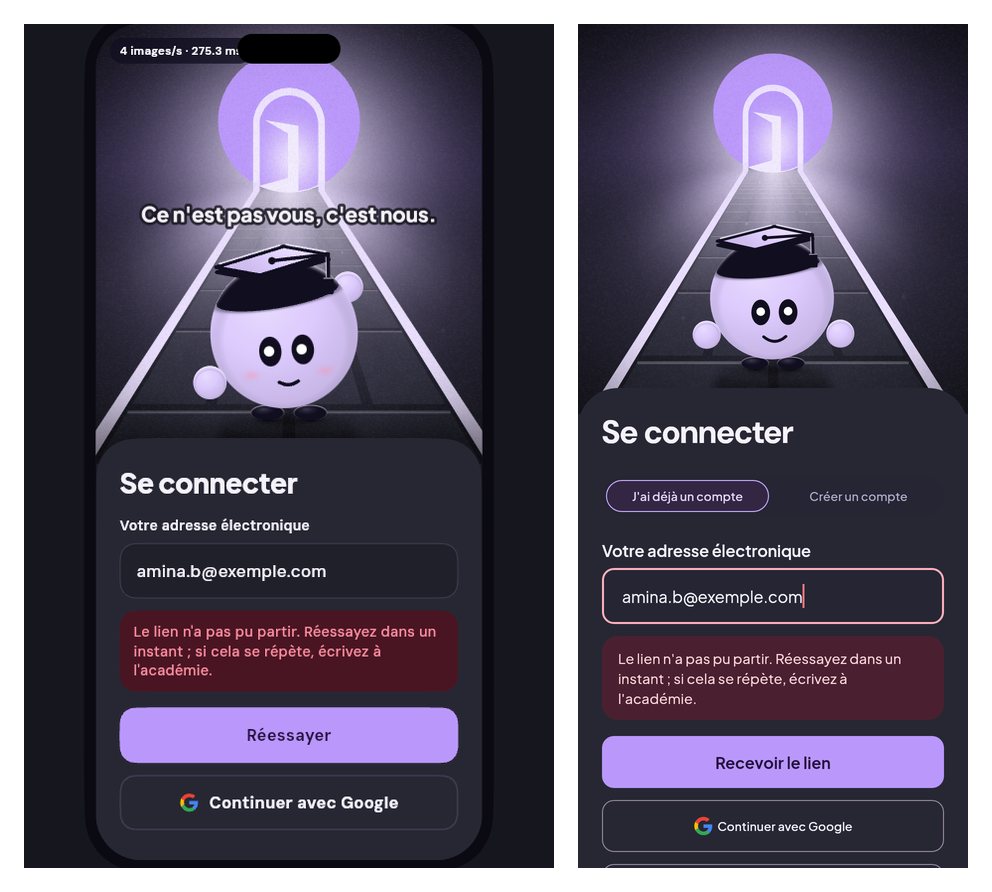 4 images/s · 275.3 ms
Ce n'est pas vous, c'est nous.
Se connecter
Votre adresse électronique
amina.b@exemple.com
Le lien n'a pas pu partir. Réessayez dans un
instant ; si cela se répète, écrivez à
l'académie.
Réessayer
Continuer avec Google
Se connecter
J'ai déjà un compte
Créer un compte
Votre adresse électronique
amina.b@exemple.com
Le lien n'a pas pu partir. Réessayez dans un
instant ; si cela se répète, écrivez à
l'académie.
Recevoir le lien
Continuer avec Google